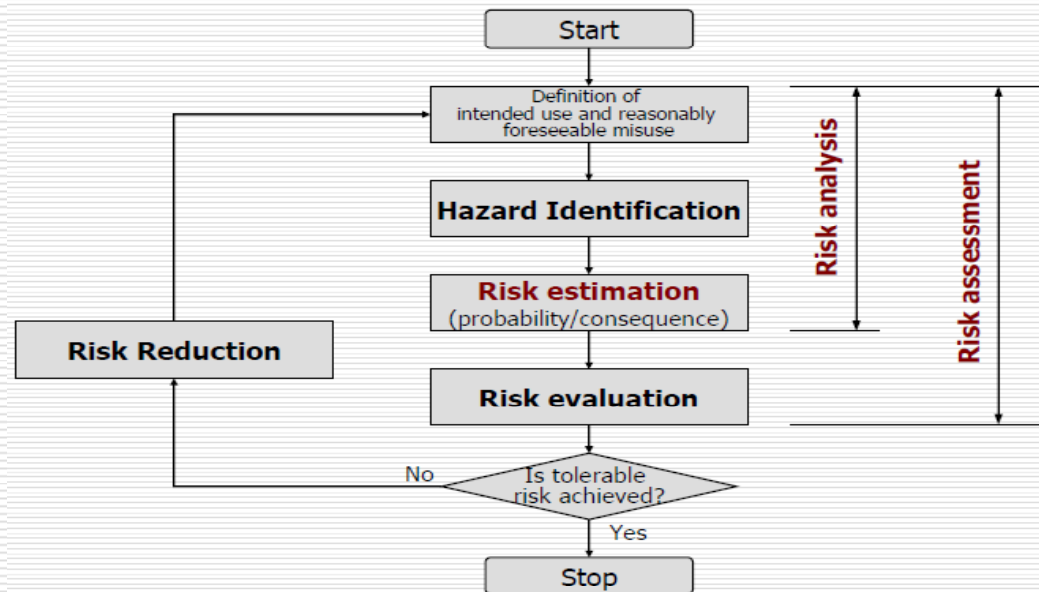 Start
Definition of
intended use and reasonably
foreseeable misuse
Hazard Identification
Risk estimation
(probability/consequence)
Risk Reduction
Risk evaluation
No
Is tolerable
risk achieved?
Yes
Stop
Risk analysis
Risk assessment